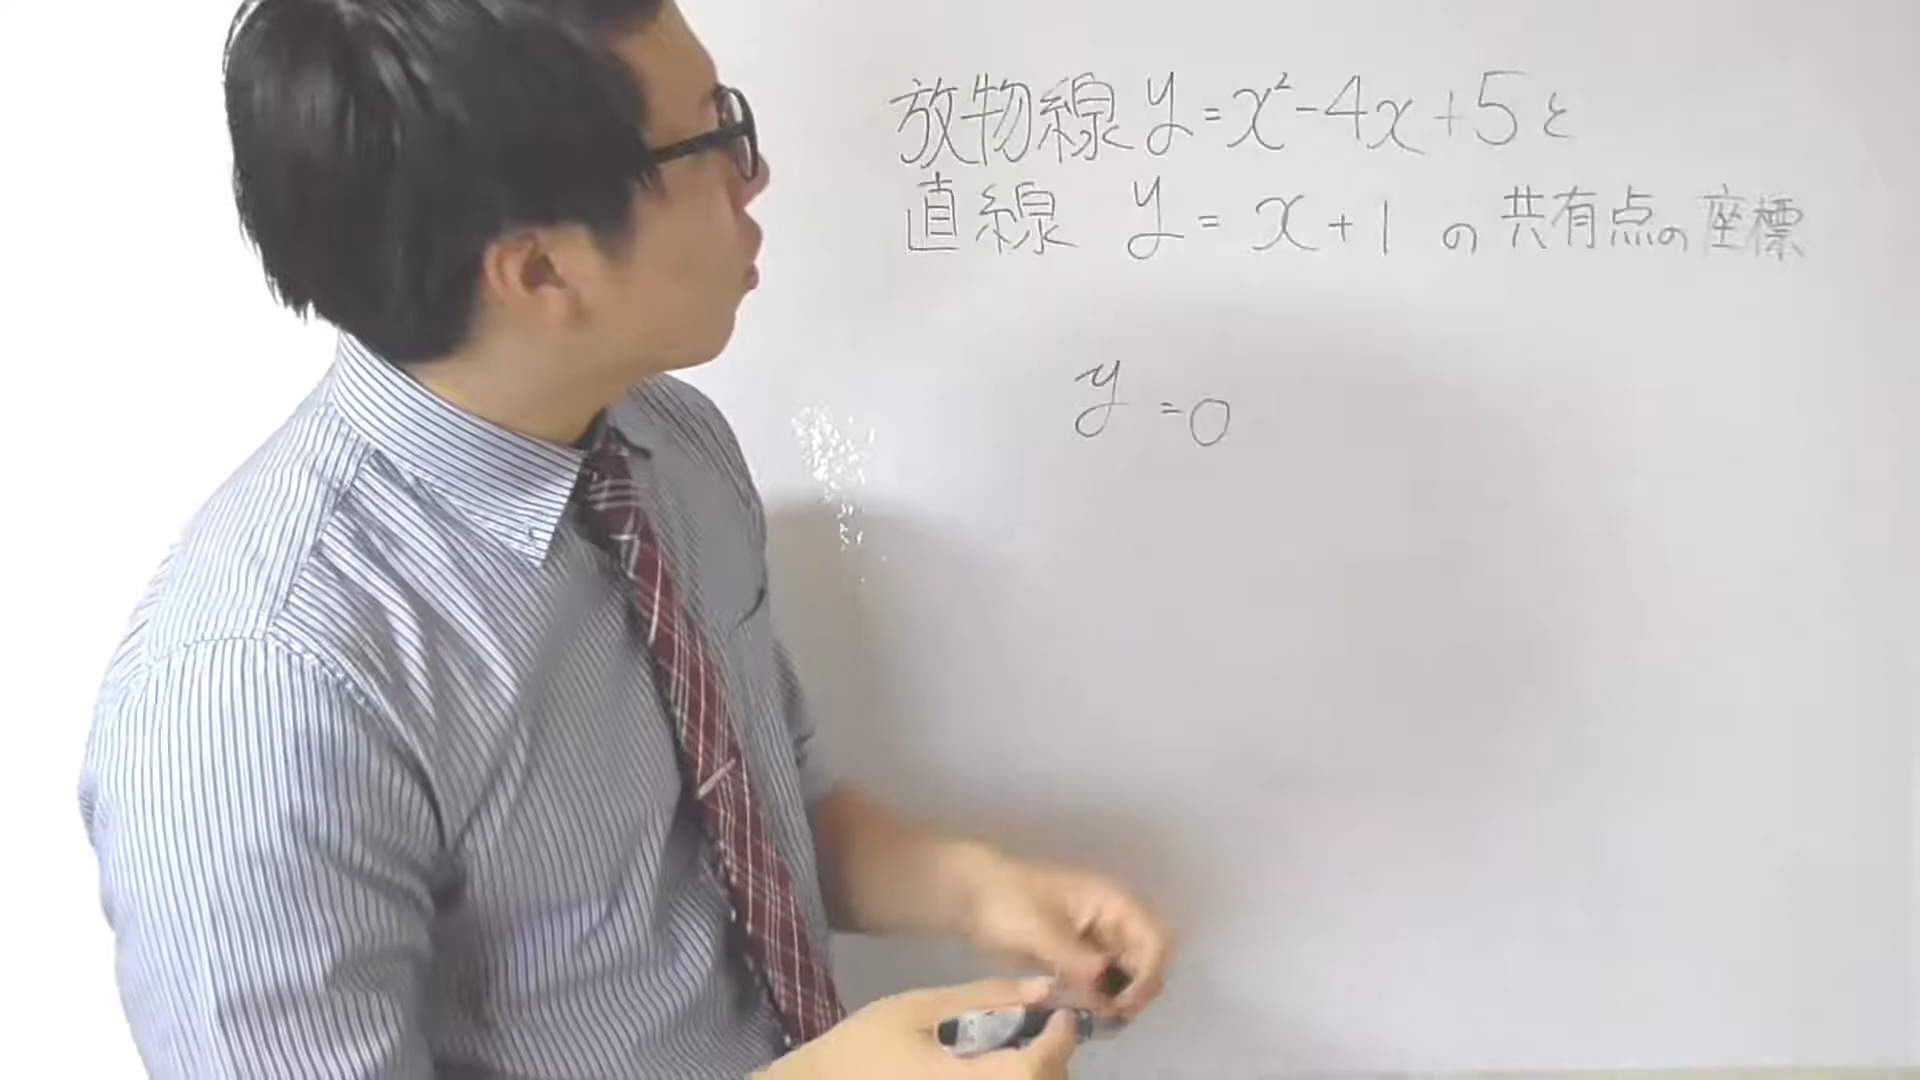 放物線 y = x² - 4x + 5 と
直線 y = x + 1 の共有点の座標
y = 0